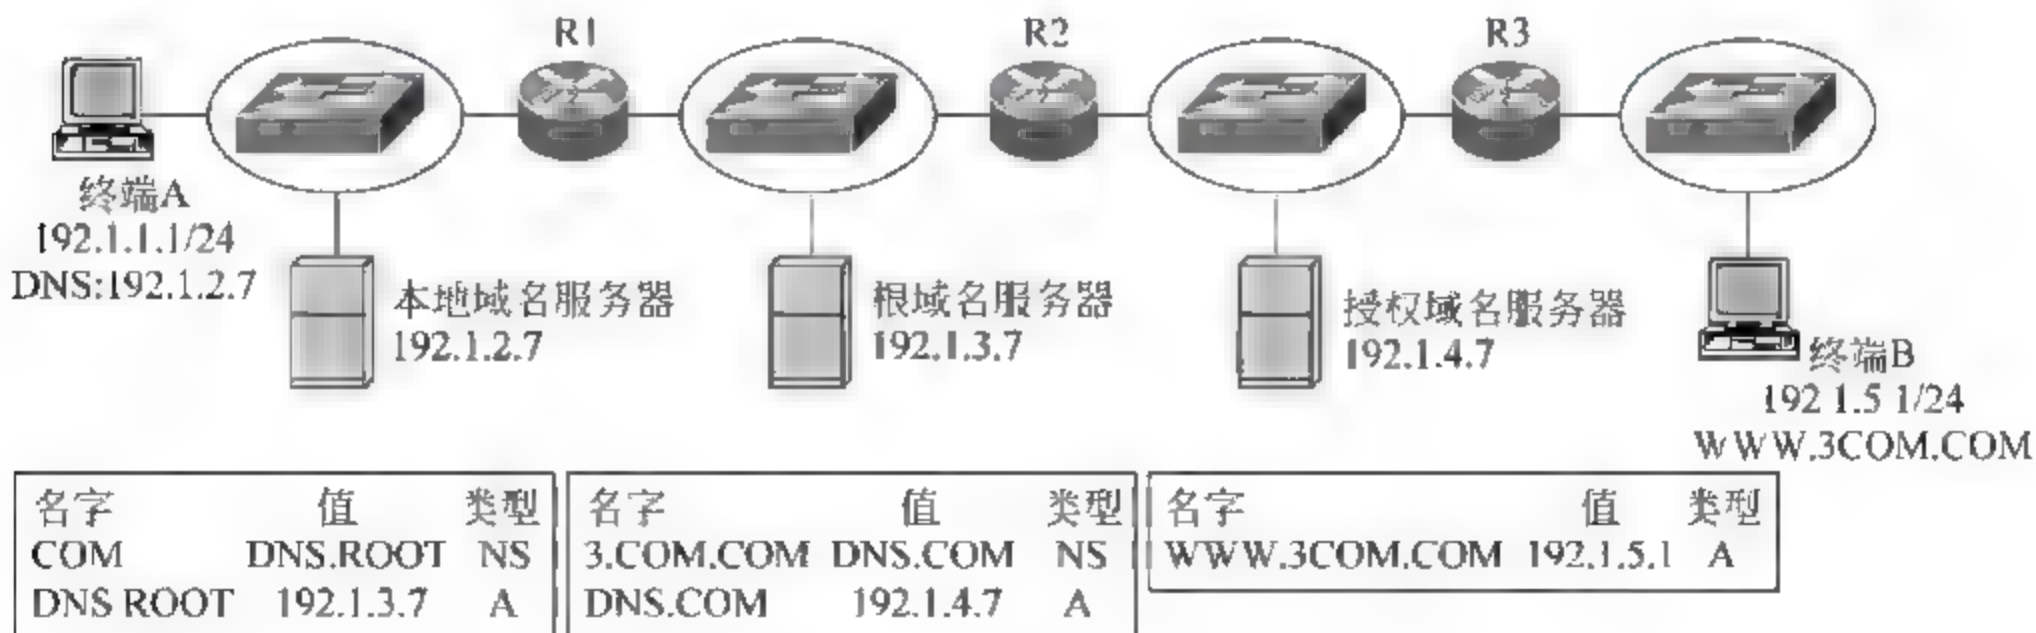 R1
R2
R3
终端A
192.1.1.1/24
DNS:192.1.2.7
本地域名服务器
192.1.2.7
根域名服务器
192.1.3.7
授权域名服务器
192.1.4.7
终端B
192 1.5 1/24
WWW.3COM.COM
名字 值 类型
COM DNS.ROOT NS
DNS ROOT 192.1.3.7 A
名字 值 类型
3.COM.COM DNS.COM NS
DNS.COM 192.1.4.7 A
名字 值 类型
WWW.3COM.COM 192.1.5.1 A